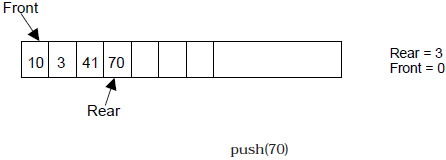 Front
10 3 41 70
Rear = 3
Front = 0
Rear
push(70)